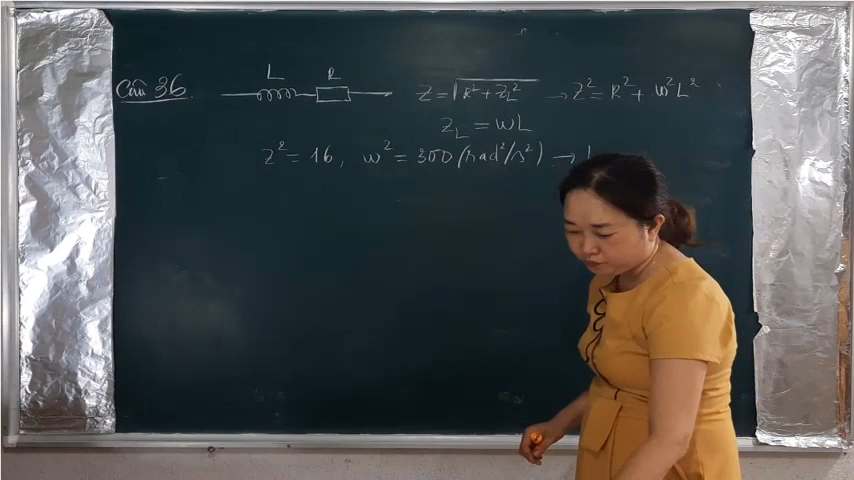 Câu 36
L R
Z = √R²+Z_L² → Z² = R² + ω²L²
Z_L = ωL
Z² = 16, ω² = 300 (rad²/s²) → 1